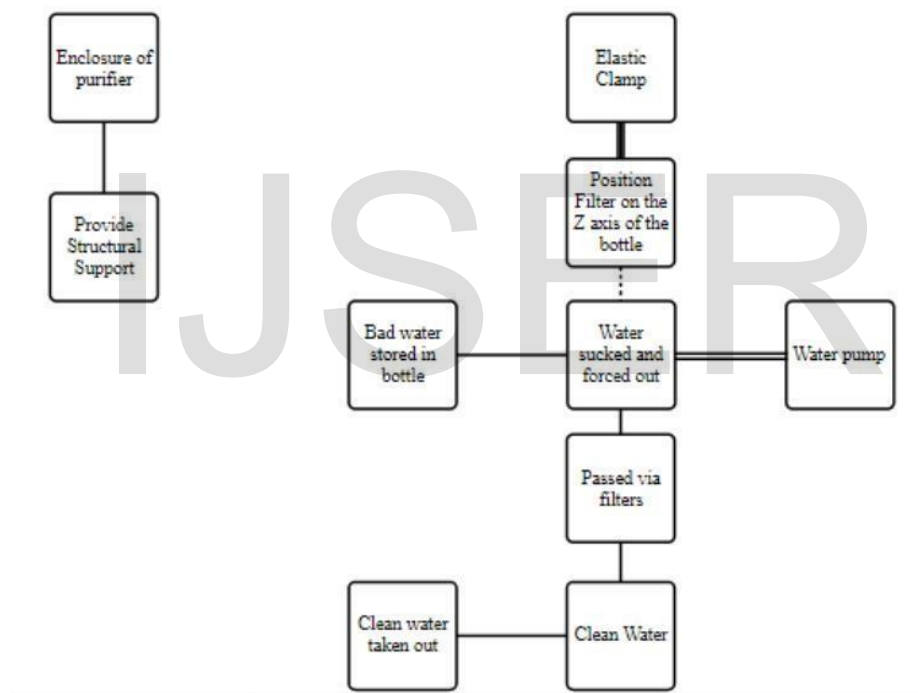 Enclosure of
purifier
Provide
Structural
Support
Elastic
Clamp
Position
Filter on the
Z axis of the
bottle
Bad water
stored in
bottle
Water
sucked and
forced out
Water pump
Passed via
filters
Clean water
taken out
Clean Water
IJSER